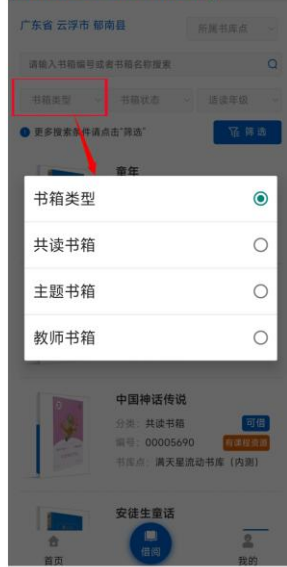 广东省 云浮市 郁南县
所属书库点
请输入书箱编号或者书箱名称搜索
书箱类型 书箱状态 适读年级
更多搜索条件请点击"筛选"
筛 选
童年
书箱类型
共读书箱
主题书箱
教师书箱
中国神话传说
分类：共读书箱 可借
编号：00005690 有课程资源
书库点：满天星流动书库（内测）
安徒生童话
首页 借阅 我的